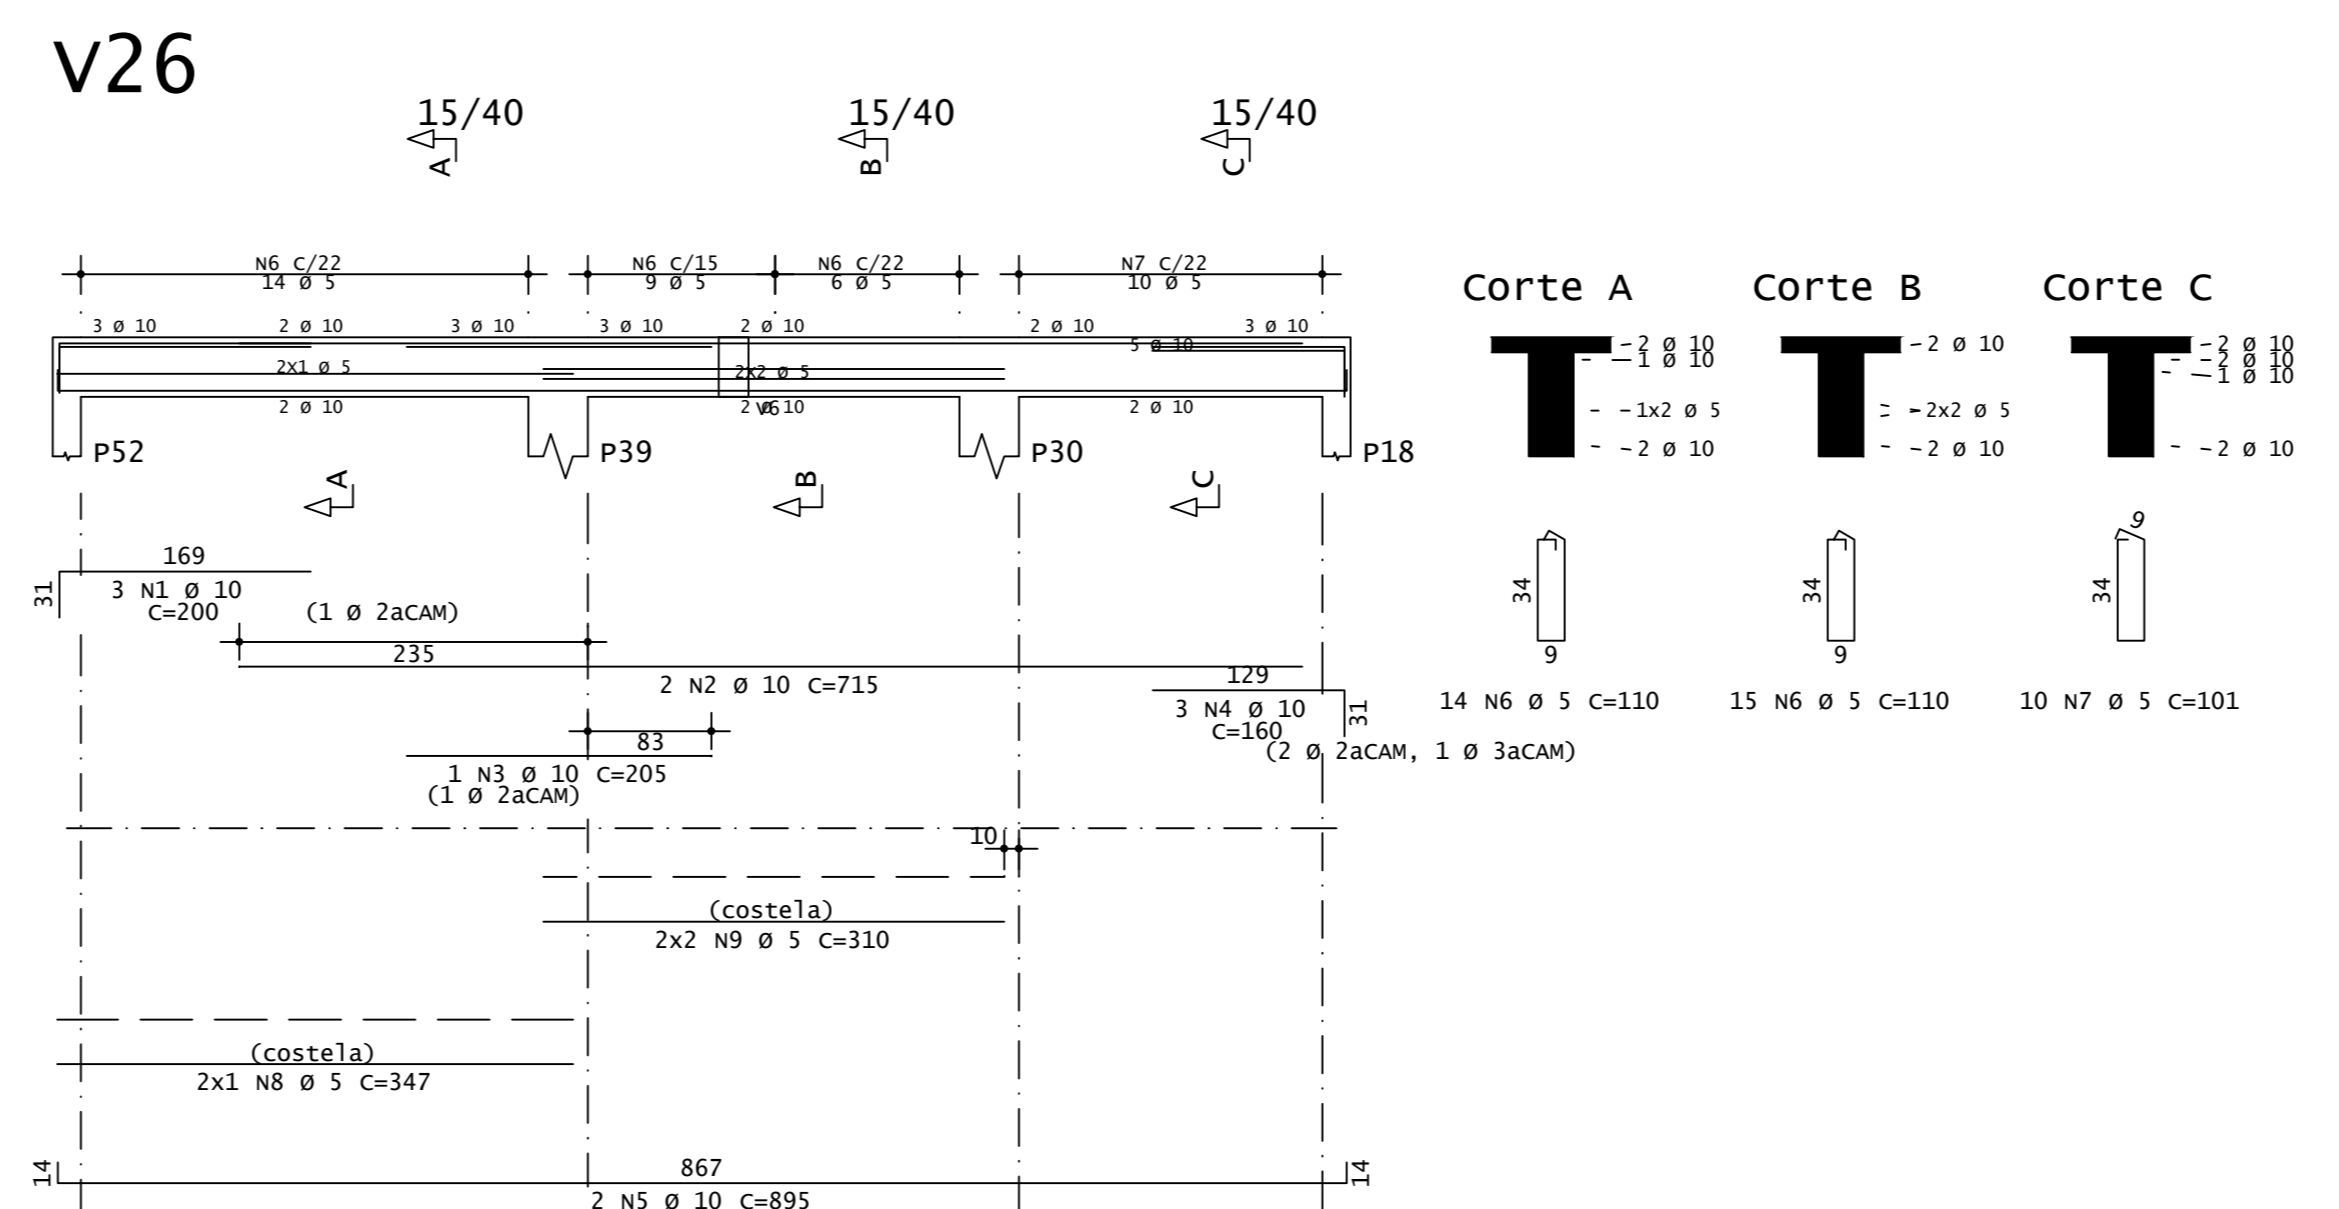 V26
15/40 15/40 15/40
A B C
N6 C/22 N6 C/15 N6 C/22 N7 C/22
14 Ø 5 9 Ø 5 6 Ø 5 10 Ø 5
Corte A Corte B Corte C
3 Ø 10 2 Ø 10 3 Ø 10 3 Ø 10 2 Ø 10 2 Ø 10 3 Ø 10
5 Ø 10
2x1 Ø 5 2x2 Ø 5
2 Ø 10 2 Ø 10 2 Ø 10
V6
2 Ø 10
1 Ø 10
1x2 Ø 5
2 Ø 10
2 Ø 10
2x2 Ø 5
2 Ø 10
2 Ø 10
2 Ø 10
1 Ø 10
2 Ø 10
P52 P39 P30 P18
A B C
169
31
3 N1 Ø 10
C=200
(1 Ø 2aCAM)
235
2 N2 Ø 10 C=715
129
3 N4 Ø 10
C=160
31
(2 Ø 2aCAM, 1 Ø 3aCAM)
83
1 N3 Ø 10 C=205
(1 Ø 2aCAM)
34
9
14 N6 Ø 5 C=110
34
9
15 N6 Ø 5 C=110
9
34
10 N7 Ø 5 C=101
10
(costela)
2x2 N9 Ø 5 C=310
(costela)
2x1 N8 Ø 5 C=347
14 867 14
2 N5 Ø 10 C=895